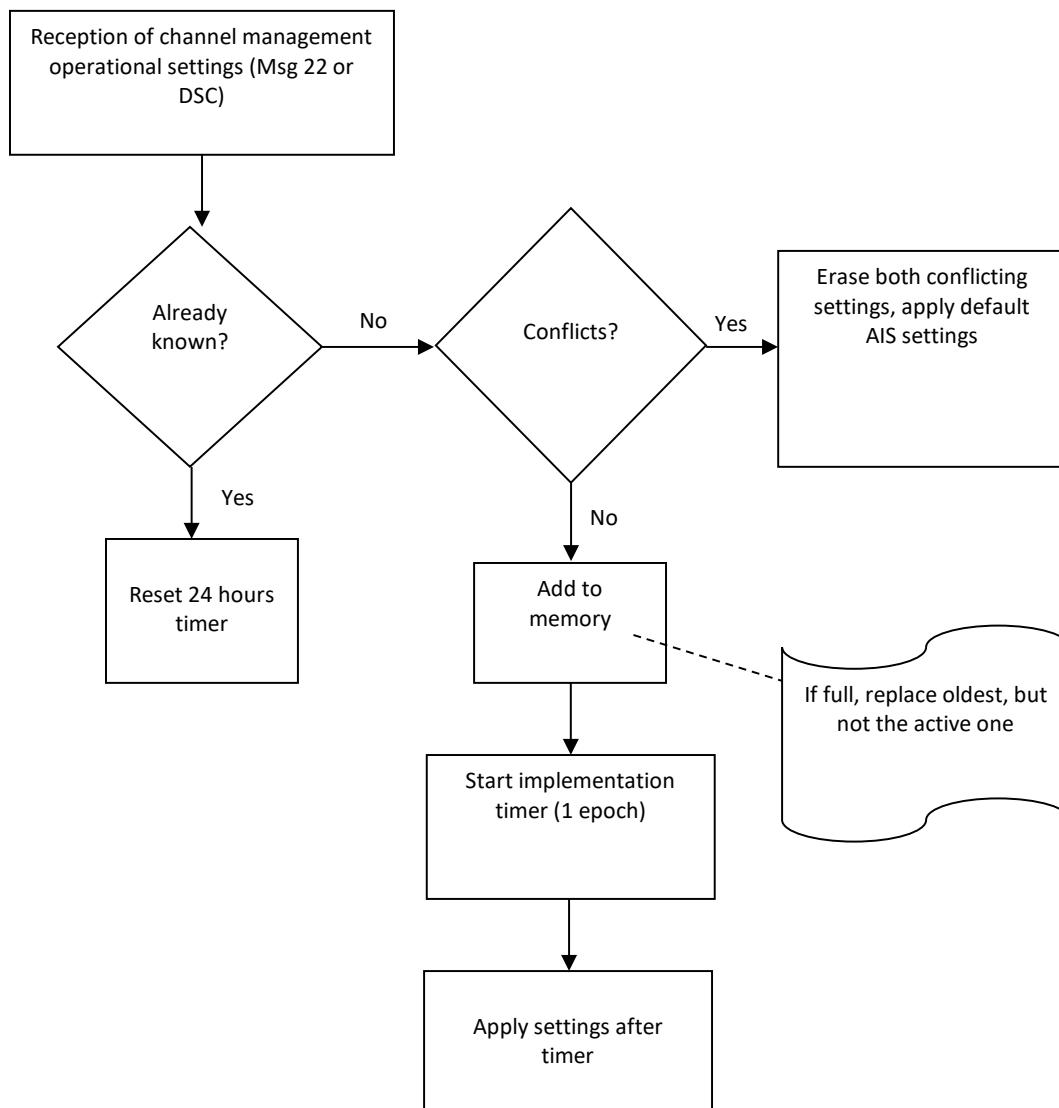 Reception of channel management
operational settings (Msg 22 or
DSC)
Already
known?
No
Conflicts?
Yes
Erase both conflicting
settings, apply default
AIS settings
Yes
No
Reset 24 hours
timer
Add to
memory
If full, replace oldest, but
not the active one
Start implementation
timer (1 epoch)
Apply settings after
timer